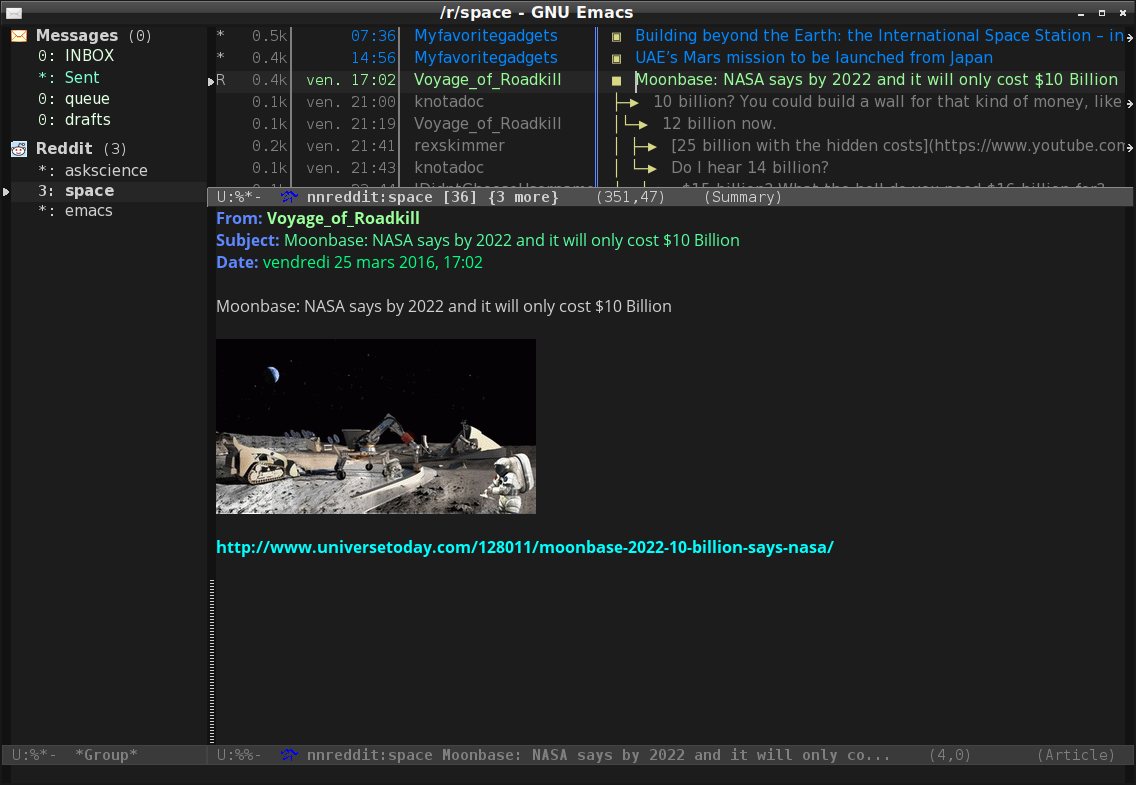 /r/space - GNU Emacs
Messages (0)
0: INBOX
*: Sent
0: queue
drafts
0: drafts
Reddit (3)
*: askscience
3: space
*: emacs
* 0.5k 07:36 Myfavoritegadgets Building beyond the Earth: the International Space Station – in
* 0.4k 14:56 Myfavoritegadgets UAE’s Mars mission to be launched from Japan
R 0.4k ven. 17:02 Voyage_of_Roadkill Moonbase: NASA says by 2022 and it will only cost $10 Billion
0.1k ven. 21:00 knotadoc 10 billion? You could build a wall for that kind of money, like
0.1k ven. 21:19 Voyage_of_Roadkill 12 billion now.
0.2k ven. 21:41 rexskimmer [25 billion with the hidden costs](https://www.youtube.com
0.1k ven. 21:43 knotadoc Do I hear 14 billion?
U:%*- nnreddit:space [36] {3 more} (351,47) (Summary)
From: Voyage_of_Roadkill
Subject: Moonbase: NASA says by 2022 and it will only cost $10 Billion
Date: vendredi 25 mars 2016, 17:02
Moonbase: NASA says by 2022 and it will only cost $10 Billion
http://www.universetoday.com/128011/moonbase-2022-10-billion-says-nasa/
U:%*- *Group*
U:%%- nnreddit:space Moonbase: NASA says by 2022 and it will only co... (4,0) (Article)